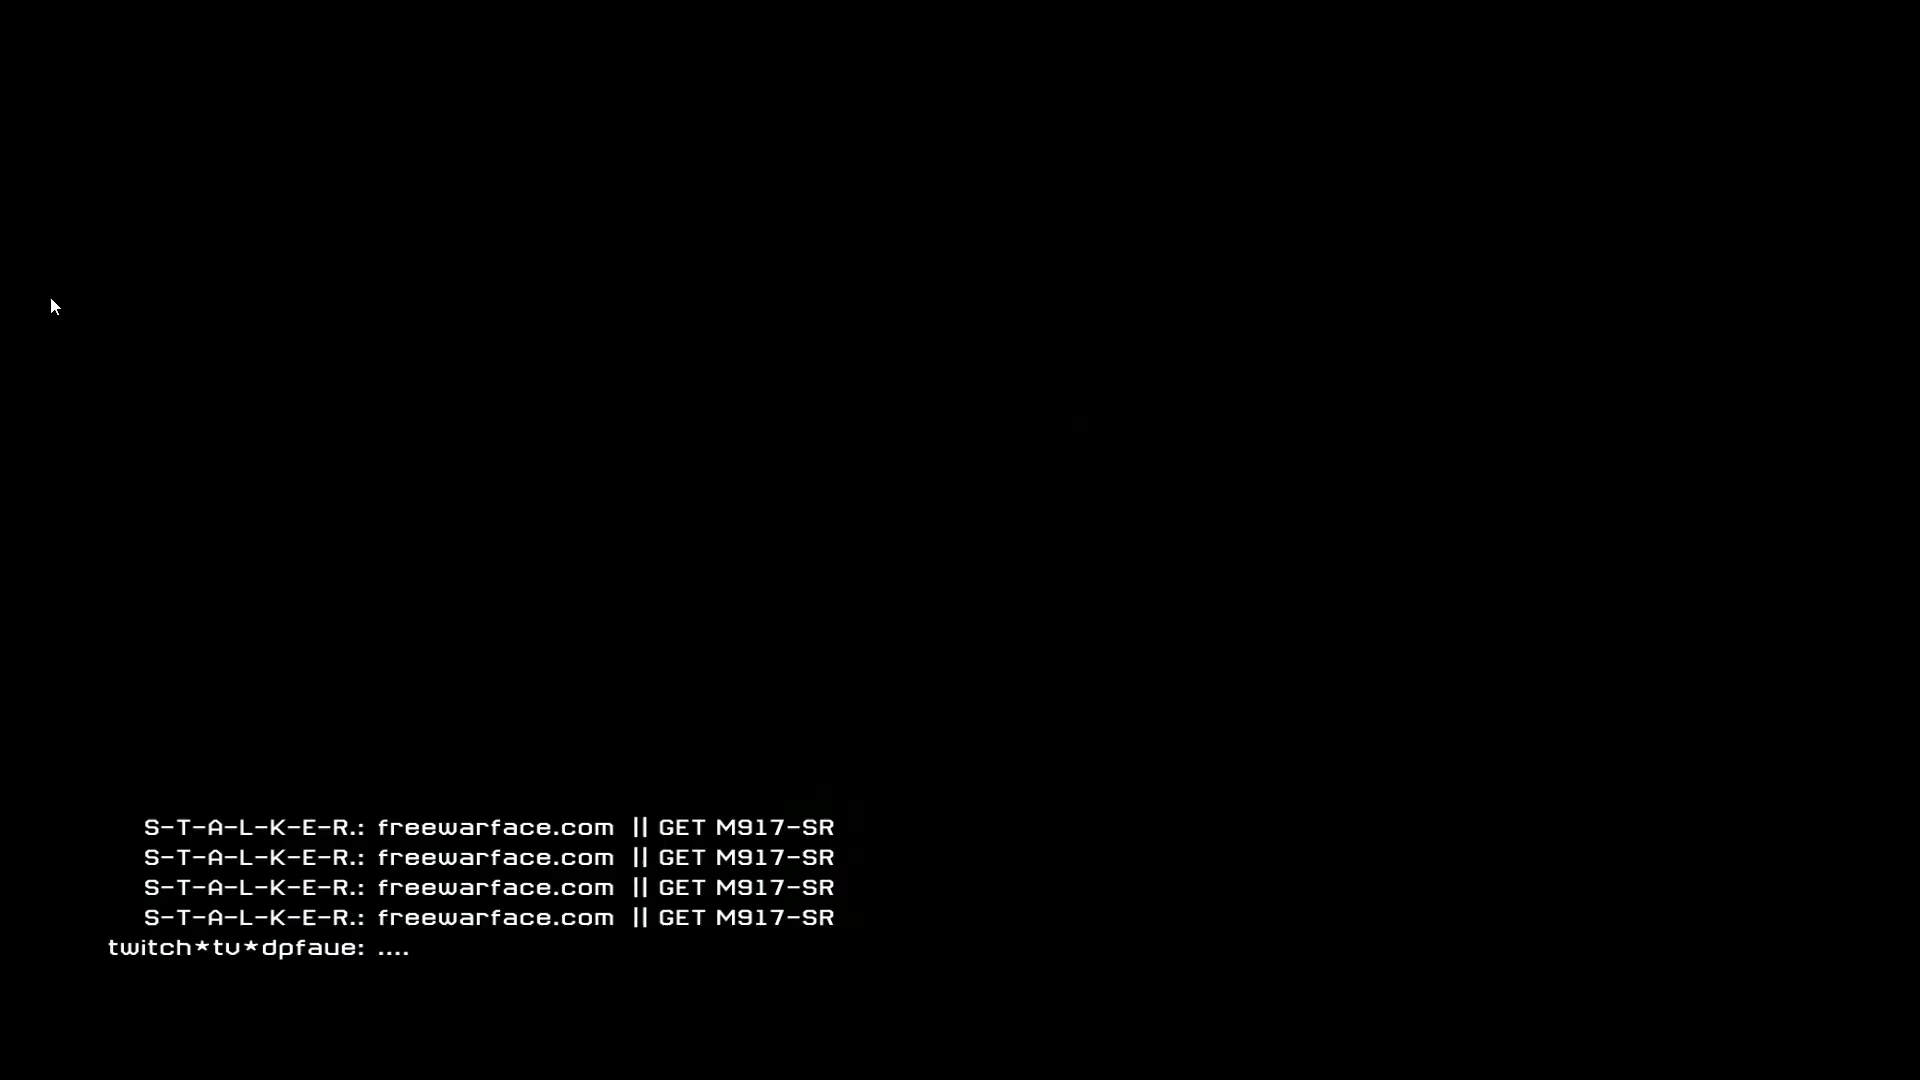 S-T-A-L-K-E-R.: freewarface.com || GET M917-SR
S-T-A-L-K-E-R.: freewarface.com || GET M917-SR
S-T-A-L-K-E-R.: freewarface.com || GET M917-SR
S-T-A-L-K-E-R.: freewarface.com || GET M917-SR
twitch*tv*dpfaue: ....